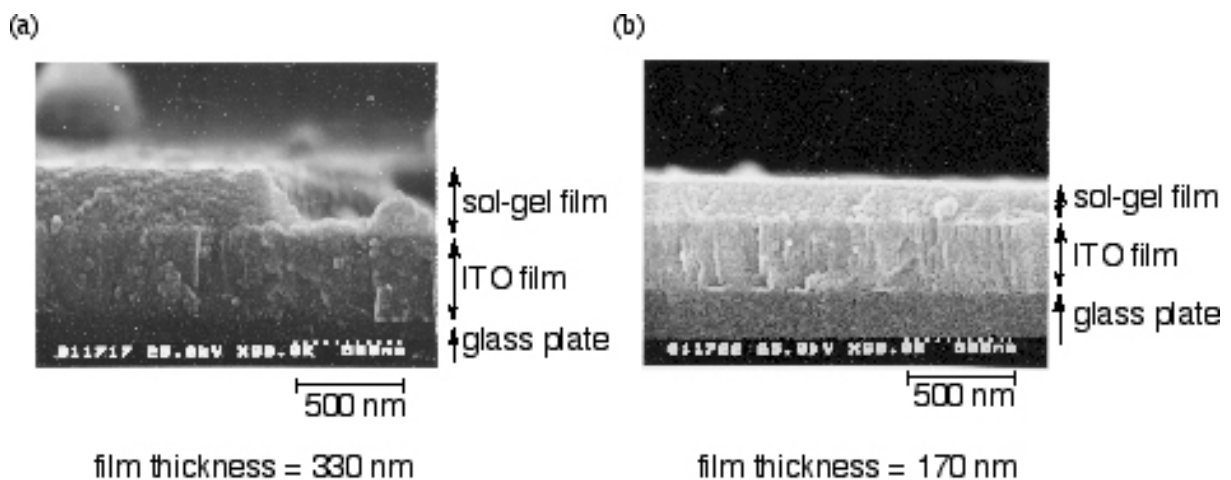 (a)
sol-gel film
ITO film
glass plate
500 nm
film thickness = 330 nm
(b)
sol-gel film
ITO film
glass plate
500 nm
film thickness = 170 nm